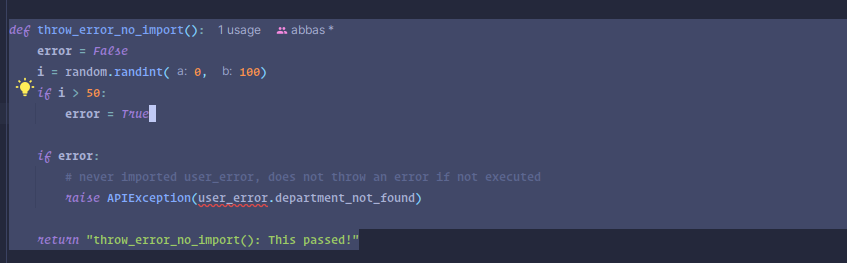 def throw_error_no_import(): 1 usage abbas *
error = False
i = random.randint( a: 0, b: 100)
if i > 50:
error = True
if error:
# never imported user_error, does not throw an error if not executed
raise APIException(user_error.department_not_found)
return "throw_error_no_import(): This passed!"